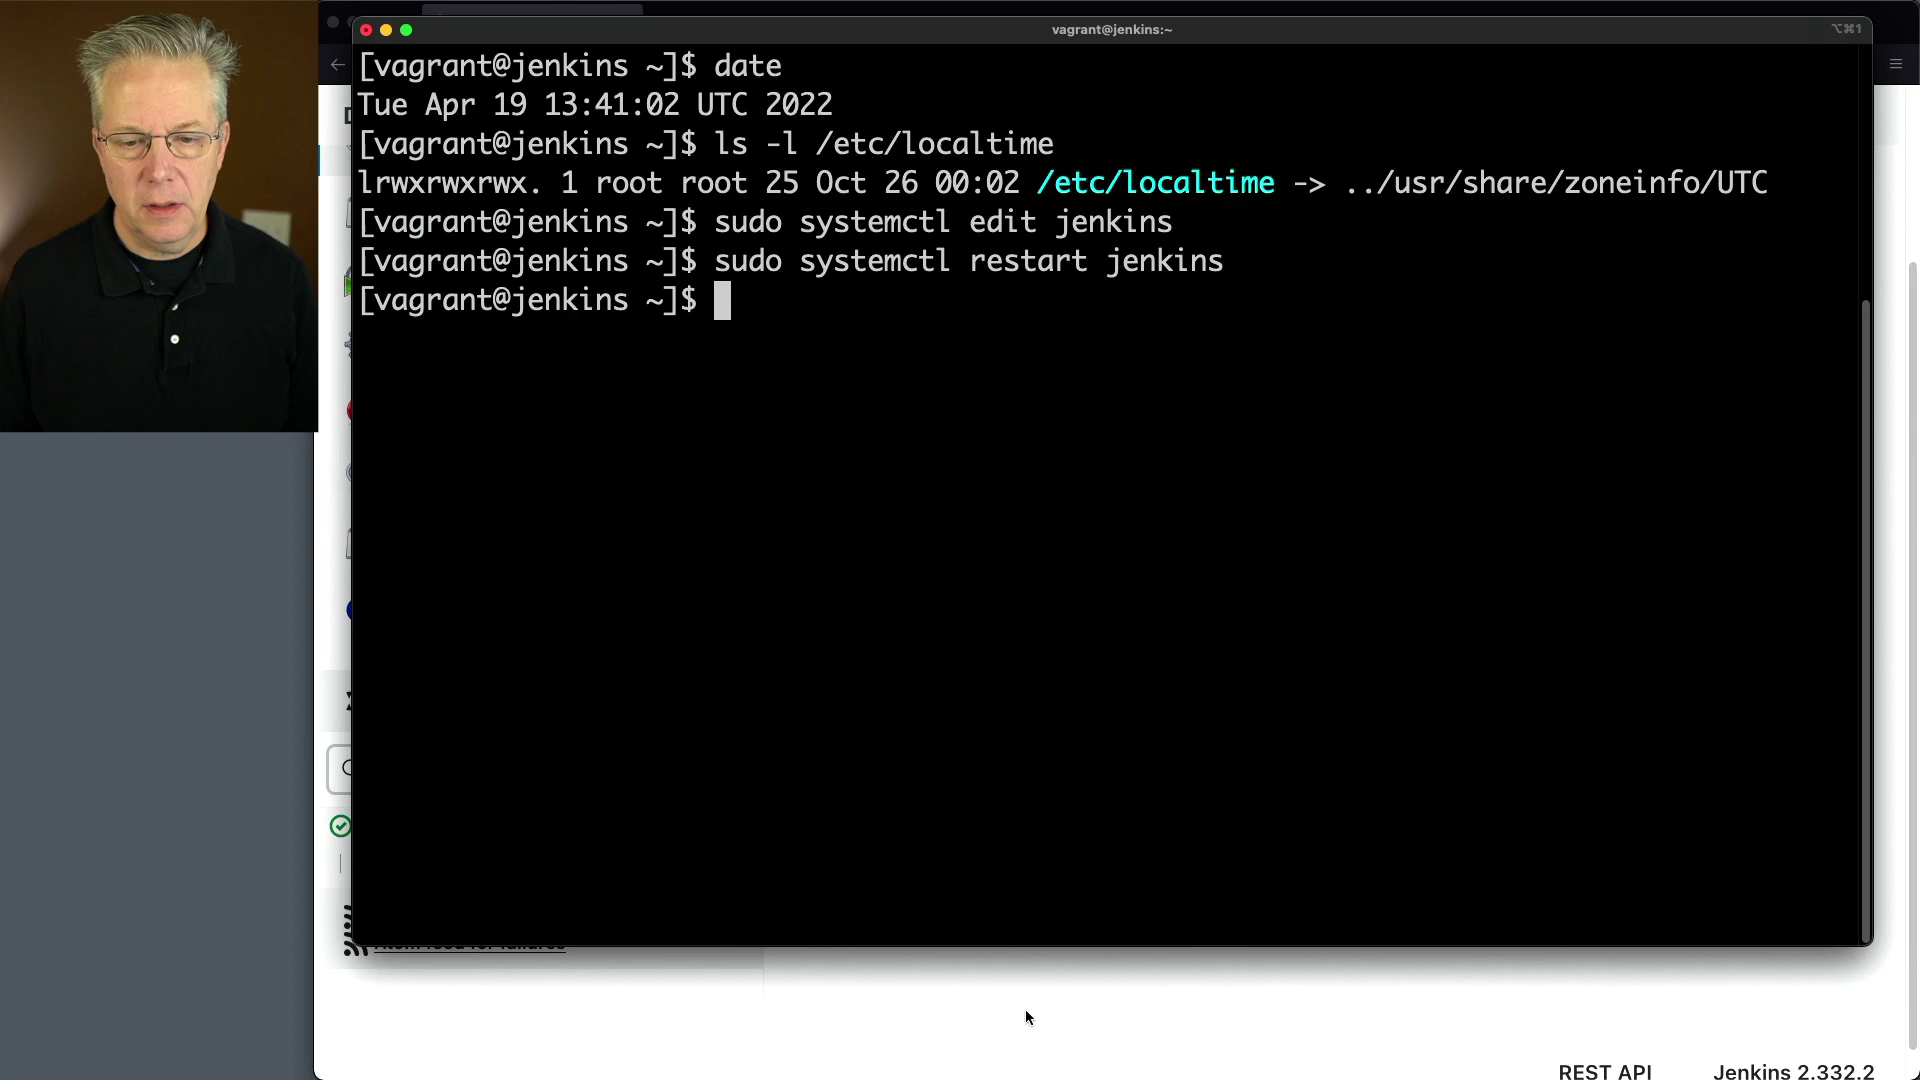 vagrant@jenkins:~
⌥⌘1
[vagrant@jenkins ~]$ date
Tue Apr 19 13:41:02 UTC 2022
[vagrant@jenkins ~]$ ls -l /etc/localtime
lrwxrwxrwx. 1 root root 25 Oct 26 00:02 /etc/localtime -> ../usr/share/zoneinfo/UTC
[vagrant@jenkins ~]$ sudo systemctl edit jenkins
[vagrant@jenkins ~]$ sudo systemctl restart jenkins
[vagrant@jenkins ~]$
REST API
Jenkins 2.332.2